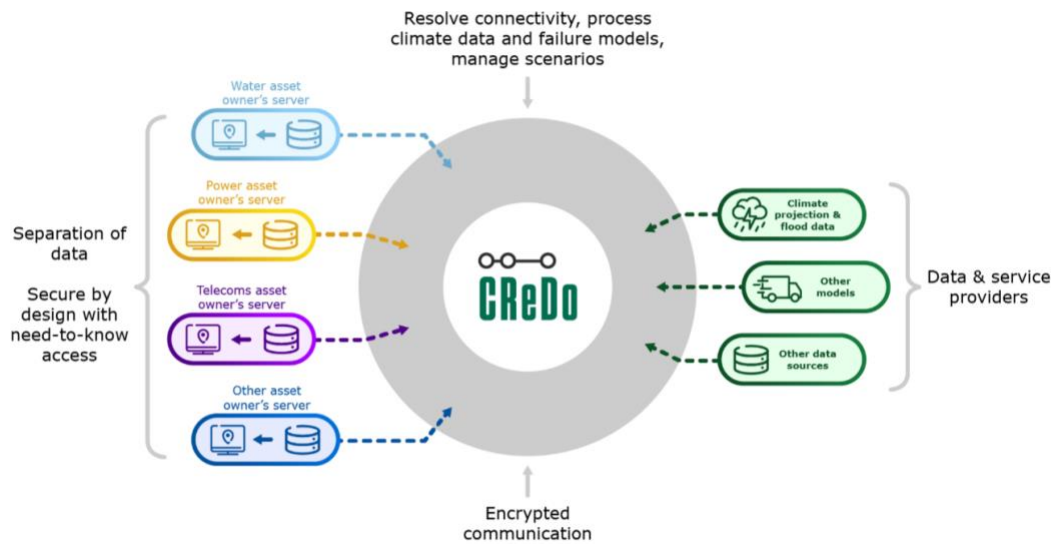 Resolve connectivity, process
climate data and failure models,
manage scenarios
Water asset
owner's server
Power asset
owner's server
Telecoms asset
owner's server
Other asset
owner's server
Separation of
data
Secure by
design with
need-to-know
access
CReDo
Climate
projection &
flood data
Other
models
Other data
sources
Data & service
providers
Encrypted
communication